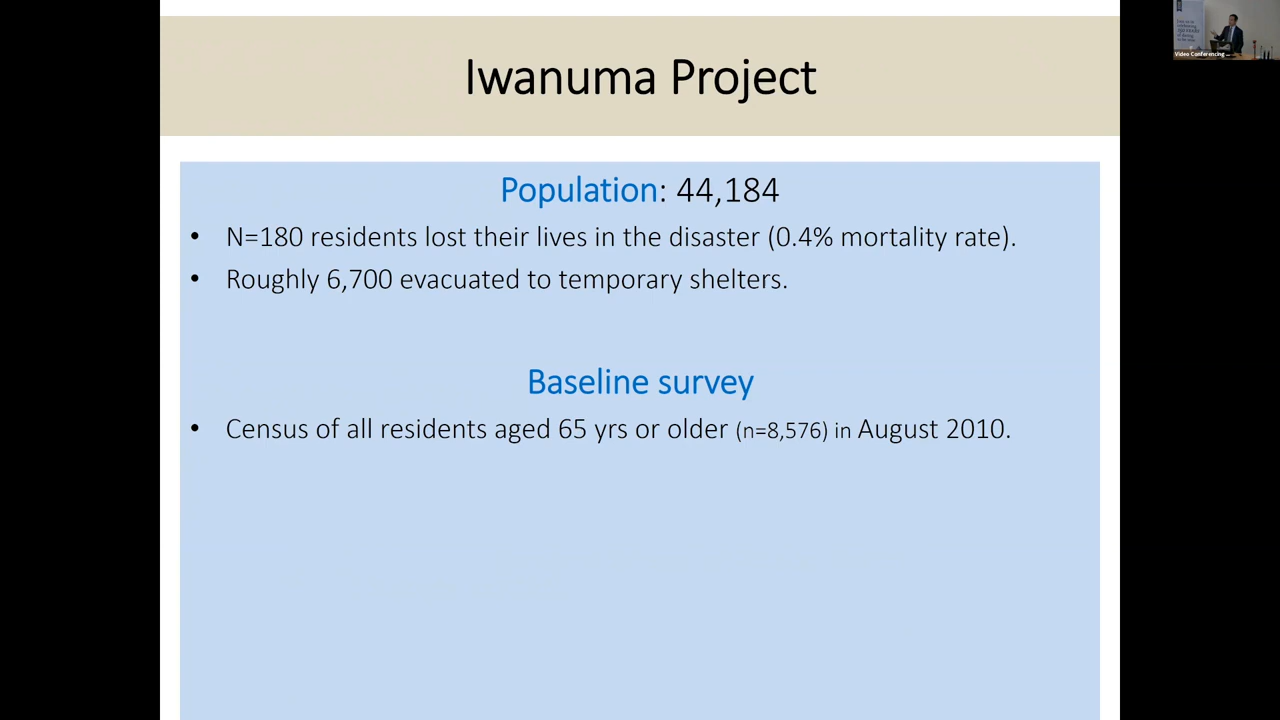 Iwanuma Project
Population: 44,184
• N=180 residents lost their lives in the disaster (0.4% mortality rate).
• Roughly 6,700 evacuated to temporary shelters.
Baseline survey
• Census of all residents aged 65 yrs or older (n=8,576) in August 2010.
Video Conferencing ...